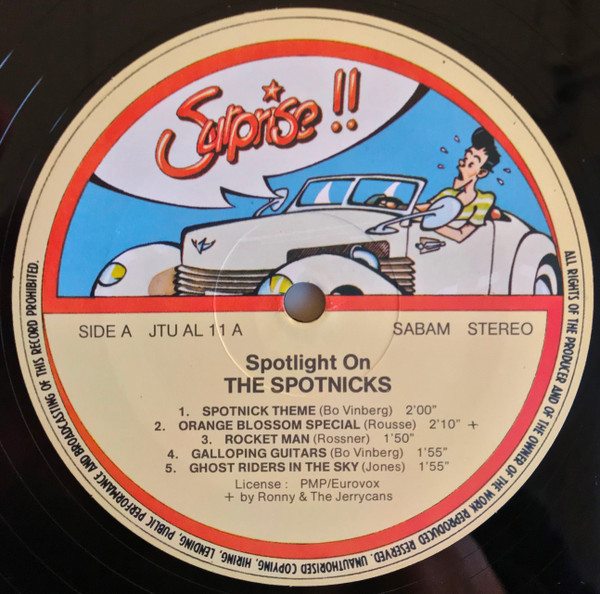 Surprise !!
SIDE A JTU AL 11 A SABAM STEREO
Spotlight On
THE SPOTNICKS
1. SPOTNICK THEME (Bo Vinberg) 2'00"
2. ORANGE BLOSSOM SPECIAL (Rousse) 2'10" +
3. ROCKET MAN (Rossner) 1'50"
4. GALLOPING GUITARS (Bo Vinberg) 1'55"
5. GHOST RIDERS IN THE SKY (Jones) 1'55"
License : PMP/Eurovox
+ by Ronny & The Jerrycans
ALL RIGHTS OF THE PRODUCER AND OF THE OWNER OF THE WORK REPRODUCED RESERVED. UNAUTHORISED COPYING, HIRING, LENDING, PUBLIC PERFORMANCE AND BROADCASTING OF THIS RECORD PROHIBITED.